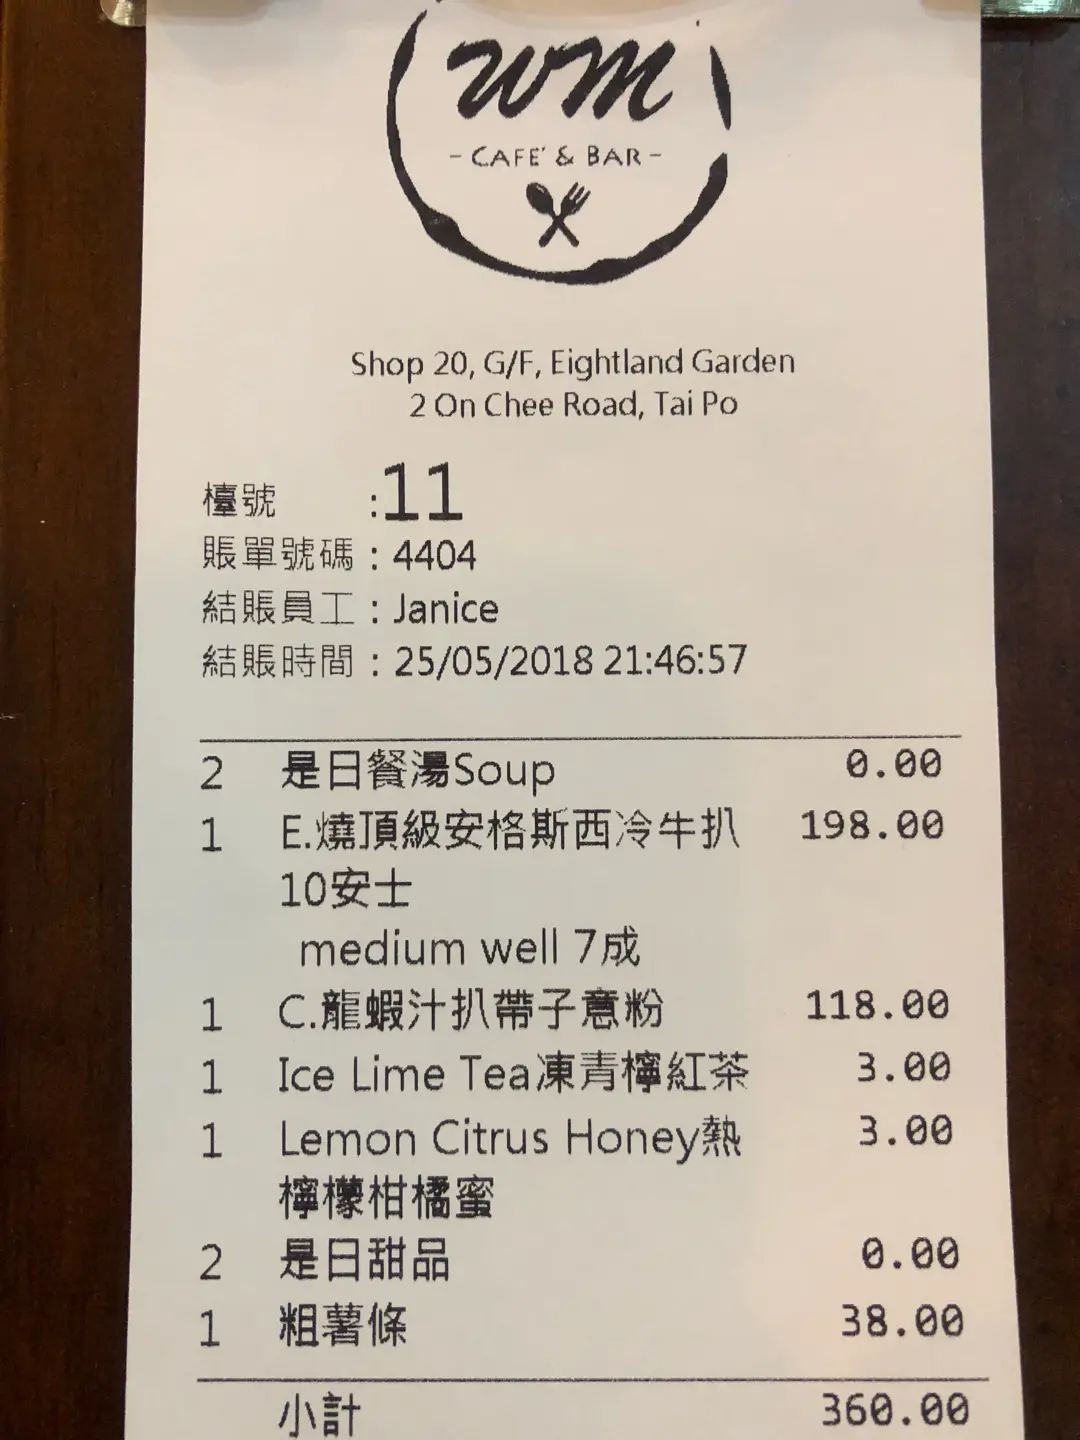 wm
- CAFE' & BAR -
Shop 20, G/F, Eightland Garden
2 On Chee Road, Tai Po
檯號 :11
賬單號碼 : 4404
結賬員工 : Janice
結賬時間 : 25/05/2018 21:46:57
2 是日餐湯Soup 0.00
1 E.燒頂級安格斯西冷牛扒 198.00
10安士
medium well 7成
1 C.龍蝦汁扒帶子意粉 118.00
1 Ice Lime Tea凍青檸紅茶 3.00
1 Lemon Citrus Honey熱 3.00
檸檬柑橘蜜
2 是日甜品 0.00
1 粗薯條 38.00
小計 360.00